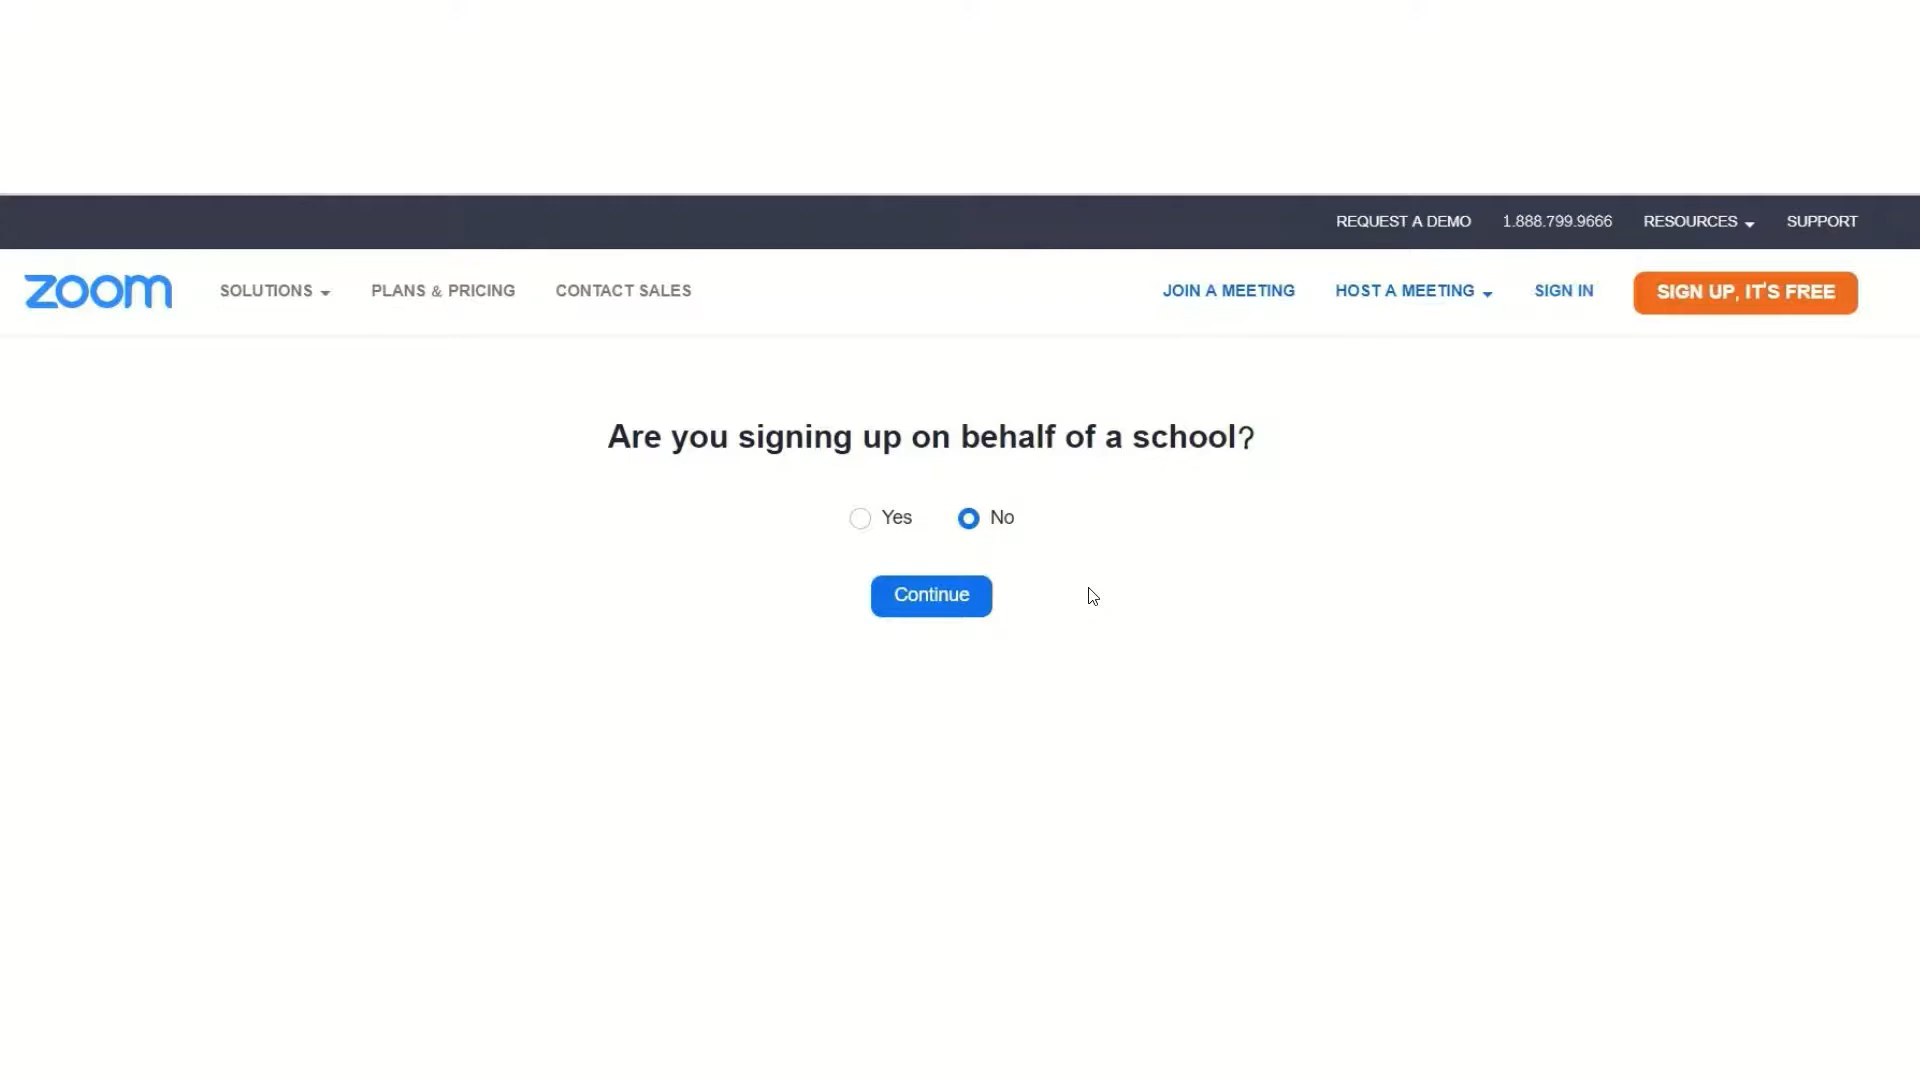 REQUEST A DEMO 1.888.799.9666 RESOURCES SUPPORT
zoom SOLUTIONS PLANS & PRICING CONTACT SALES JOIN A MEETING HOST A MEETING SIGN IN SIGN UP, IT'S FREE
Are you signing up on behalf of a school?
Yes No
Continue